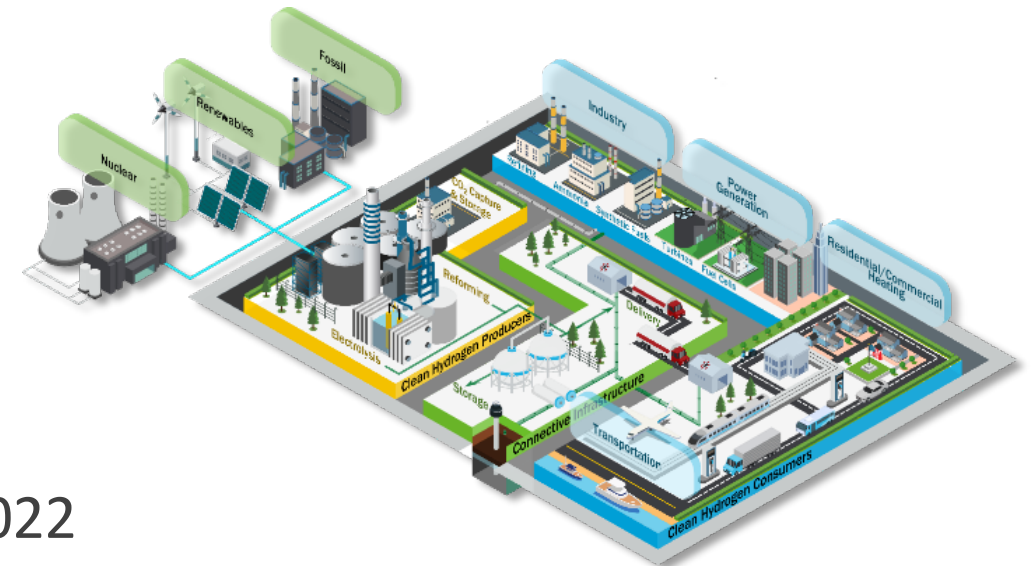 Fossil
Renewables
Nuclear
Industry
Power
Generation
Residential/Commercial
Heating
CO₂ Capture
& Storage
Refining
Ammonia
Synthetic Fuels
Turbines
Fuel Cells
Reforming
Electrolysis
Clean Hydrogen Producers
Delivery
Storage
Connective Infrastructure
Transportation
Clean Hydrogen Consumers
022